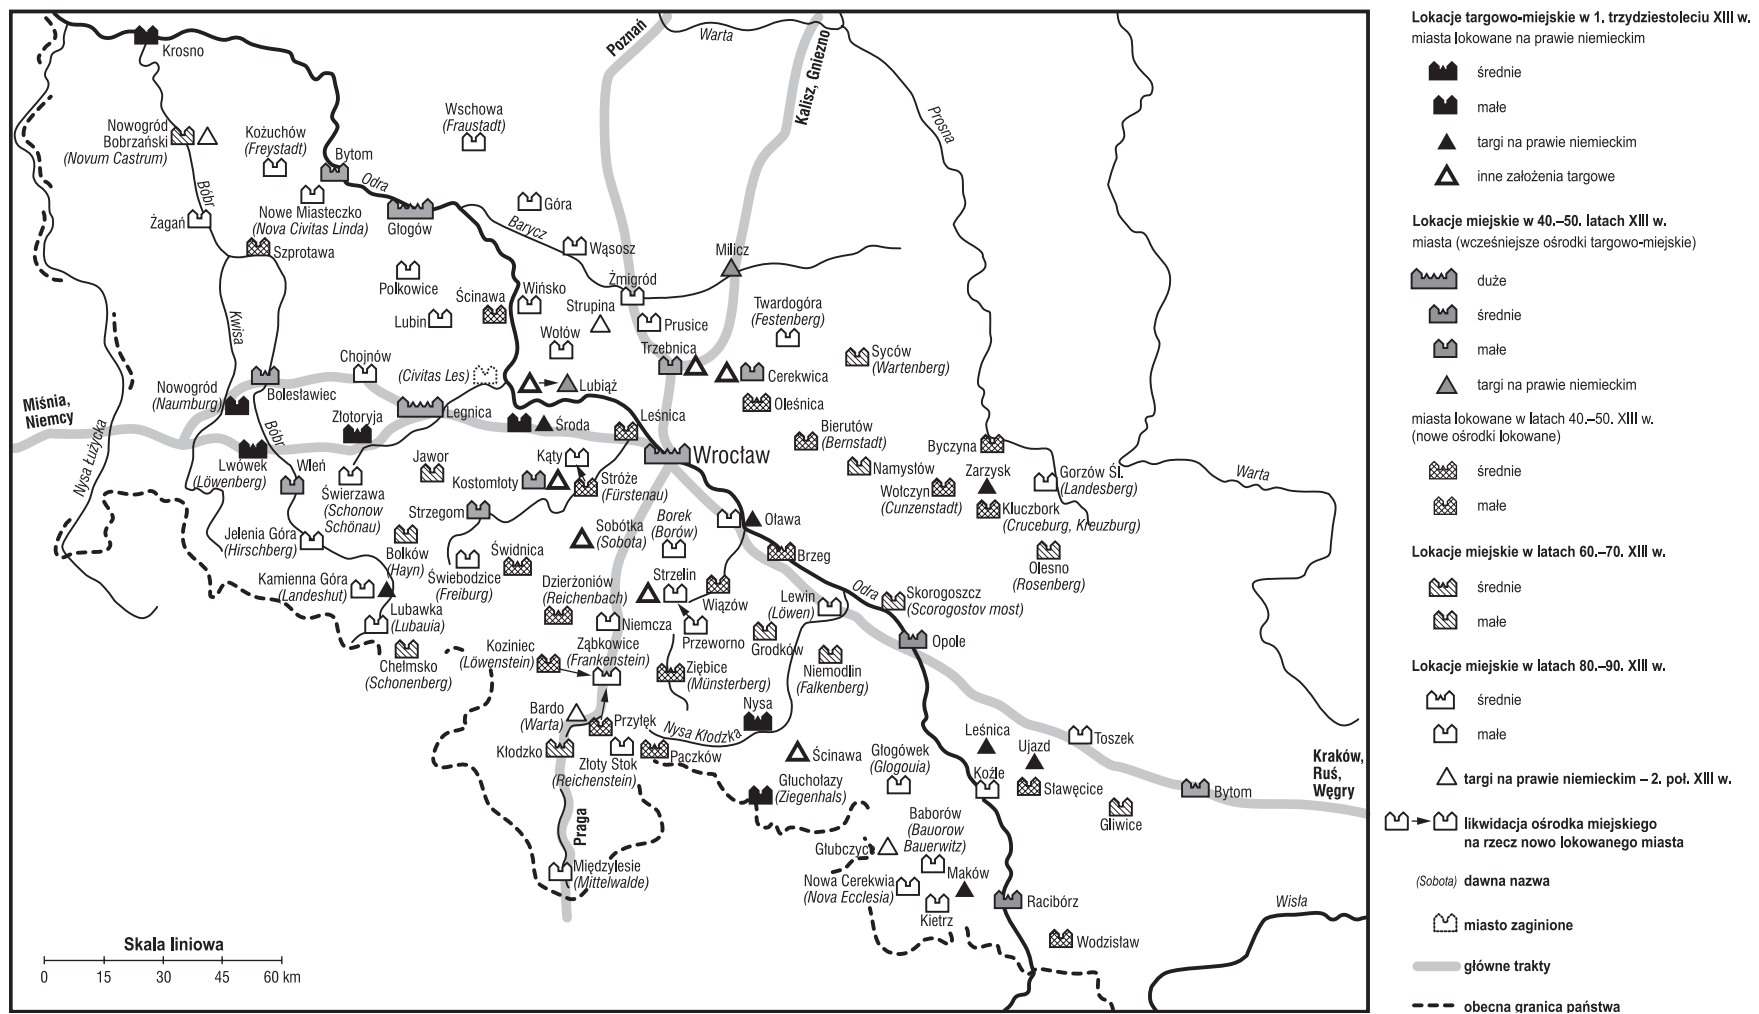 Krosno
Poznań
Warta
Kalisz, Gniezno
Nowogród
Bobrzański
(Novum Castrum)
Kożuchów
(Freystadt)
Wschowa
(Fraustadt)
Prosna
Bytom
Odra
Bóbr
Nowe Miasteczko
(Nova Civitas Linda)
Żagań
Głogów
Góra
Barycz
Szprotawa
Wąsosz
Milicz
Polkowice
Żmigród
Ścinawa
Wińsko
Strupina
Twardogóra
(Festenberg)
Lubin
Prusice
Kwisa
Wołów
Trzebnica
Syców
(Wartenberg)
Chojnów
(Civitas Les)
Cerekwica
Nowogród
(Naumburg)
Bolesławiec
Lubiąż
Oleśnica
Miśnia,
Niemcy
Złotoryja
Legnica
Środa
Leśnica
Bierutów
(Bernstadt)
Byczyna
Bóbr
Nysa Łużycka
Lwówek
(Löwenberg)
Wleń
Jawor
Kąty
Wrocław
Namysłów
Zarzysk
Gorzów Śl.
(Landesberg)
Warta
Świerzawa
(Schonow
Schönau)
Kostomłoty
Stróże
(Fürstenau)
Wołczyn
(Cunzenstadt)
Kluczbork
(Cruceburg, Kreuzburg)
Strzegom
Jelenia Góra
(Hirschberg)
Bolków
(Hayn)
Sobótka
(Sobota)
Borek
(Borów)
Oława
Brzeg
Olesno
(Rosenberg)
Świebodzice
(Freiburg)
Świdnica
Kamienna Góra
(Landeshut)
Dzierżoniów
(Reichenbach)
Strzelin
Wiązów
Lewin
(Löwen)
Odra
Skorogoszcz
(Scorogostov most)
Lubawka
(Lubauia)
Niemcza
Przeworno
Grodków
Opole
Chełmsko
(Schonenberg)
Koziniec
(Löwenstein)
Ząbkowice
(Frankenstein)
Ziębice
(Münsterberg)
Niemodlin
(Falkenberg)
Bardo
(Warta)
Przyłęk
Nysa
Nysa Kłodzka
Leśnica
Ujazd
Toszek
Kłodzko
Złoty Stok
(Reichenstein)
Paczków
Ścinawa
Głogówek
(Glogouia)
Koźle
Kraków,
Ruś,
Węgry
Głuchołazy
(Ziegenhals)
Sławęcice
Bytom
Gliwice
Praga
Baborów
(Bauorow
Bauerwitz)
Głubczyce
Międzylesie
(Mittelwalde)
Nowa Cerekwia
(Nova Ecclesia)
Maków
Kietrz
Racibórz
Wisła
Wodzisław
Skala liniowa
0 15 30 45 60 km
Lokacje targowo-miejskie w 1. trzydziestoleciu XIII w.
miasta lokowane na prawie niemieckim
średnie
małe
targi na prawie niemieckim
inne założenia targowe
Lokacje miejskie w 40.–50. latach XIII w.
miasta (wcześniejsze ośrodki targowo-miejskie)
duże
średnie
małe
targi na prawie niemieckim
miasta lokowane w latach 40.–50. XIII w.
(nowe ośrodki lokowane)
średnie
małe
Lokacje miejskie w latach 60.–70. XIII w.
średnie
małe
Lokacje miejskie w latach 80.–90. XIII w.
średnie
małe
targi na prawie niemieckim – 2. poł. XIII w.
likwidacja ośrodka miejskiego
na rzecz nowo lokowanego miasta
(Sobota) dawna nazwa
miasto zaginione
główne trakty
obecna granica państwa